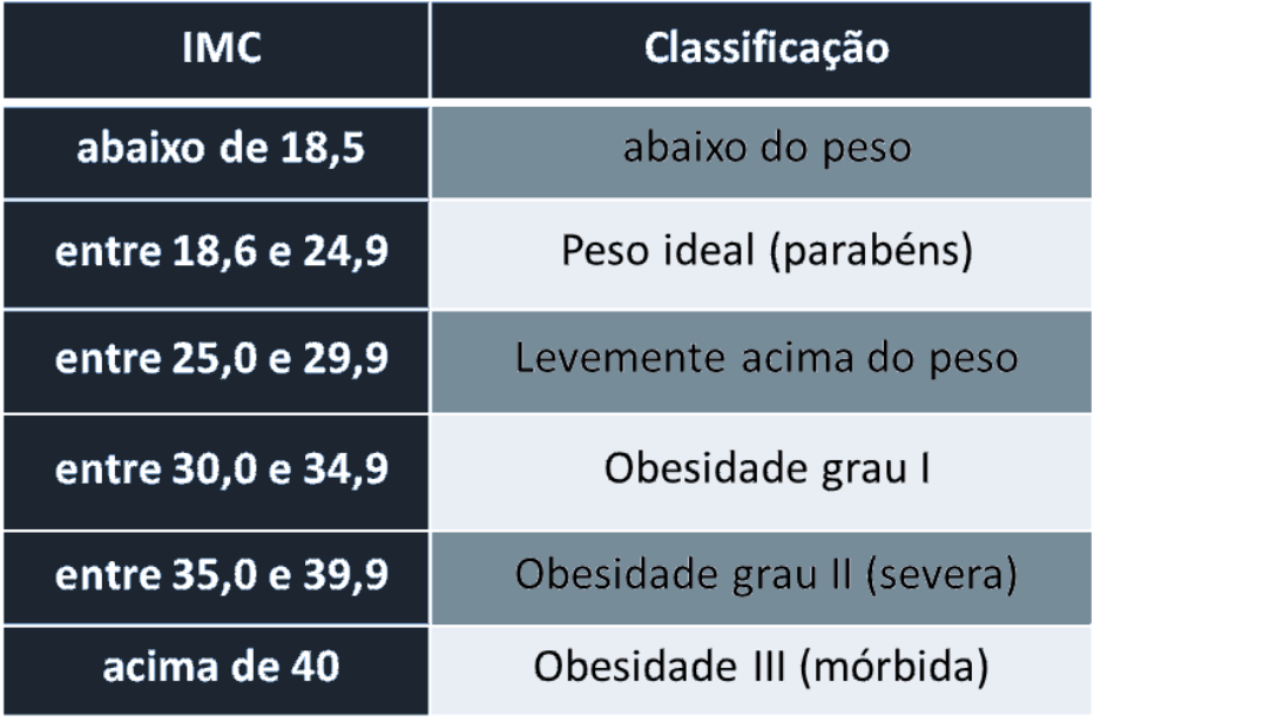 IMC Classificação
abaixo de 18,5 abaixo do peso
entre 18,6 e 24,9 Peso ideal (parabéns)
entre 25,0 e 29,9 Levemente acima do peso
entre 30,0 e 34,9 Obesidade grau I
entre 35,0 e 39,9 Obesidade grau II (severa)
acima de 40 Obesidade III (mórbida)